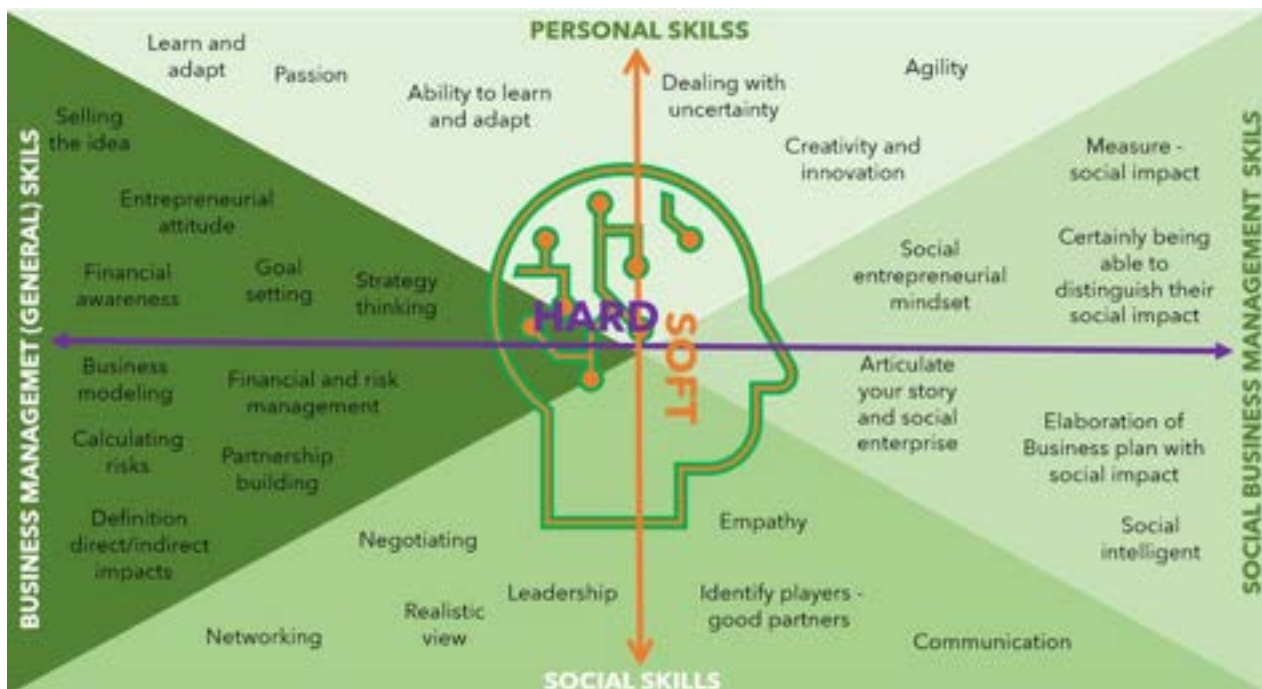 PERSONAL SKILSS
Learn and
adapt
Passion
Ability to learn
and adapt
Dealing with
uncertainty
Agility
Creativity and
innovation
BUSINESS MANAGEMET (GENERAL) SKILS
Selling
the idea
Entrepreneurial
attitude
Financial
awareness
Goal
setting
Strategy
thinking
Business
modeling
Financial and risk
management
Calculating
risks
Partnership
building
Definition
direct/indirect
impacts
HARD
SOFT
Measure -
social impact
Social
entrepreneurial
mindset
Certainly being
able to
distinguish their
social impact
Articulate
your story
and social
enterprise
Elaboration of
Business plan with
social impact
Social
intelligent
SOCIAL BUSINESS MANAGEMENT SKILS
Negotiating
Empathy
Leadership
Identify players -
good partners
Realistic
view
Networking
Communication
SOCIAL SKILLS